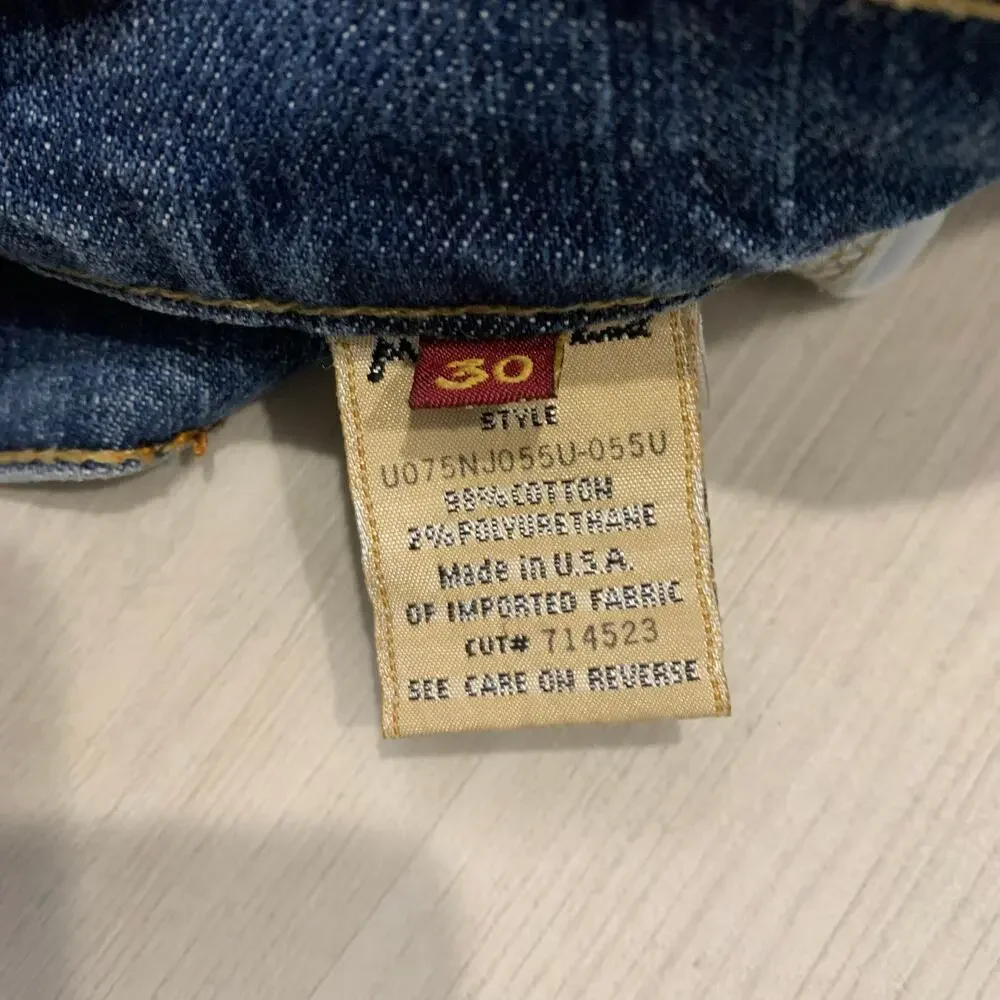 30
STYLE
U075NJ055U-055U
98% COTTON
2% POLYURETHANE
Made in U.S.A.
OF IMPORTED FABRIC
CUT# 714523
SEE CARE ON REVERSE